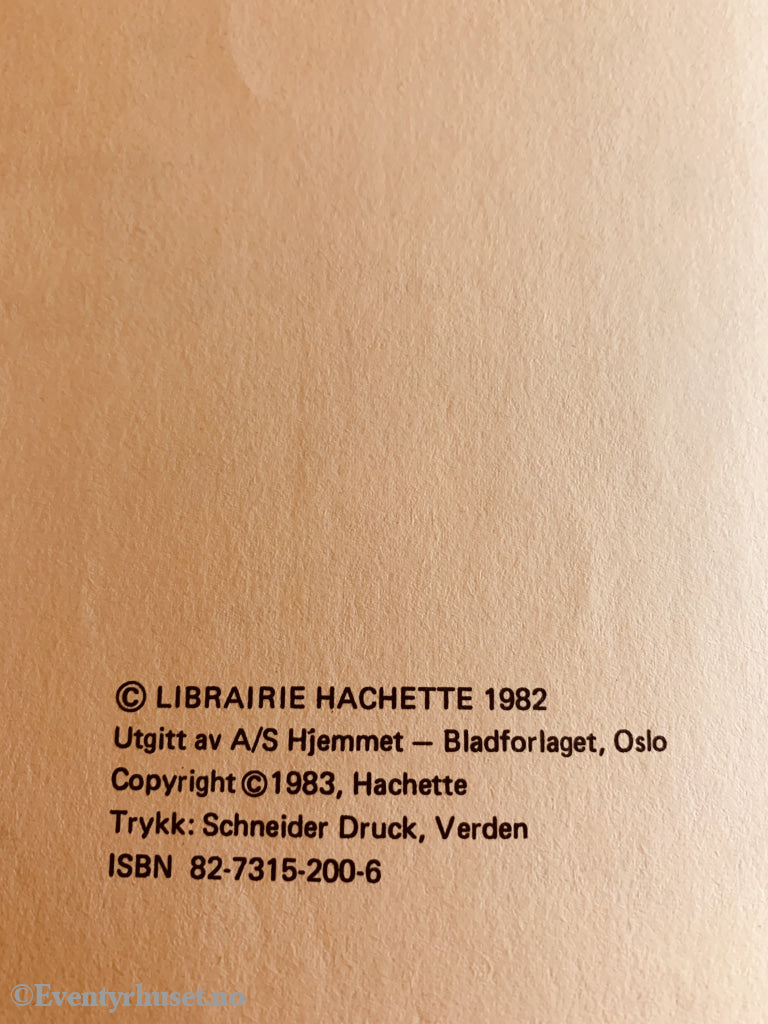 © LIBRAIRIE HACHETTE 1982
Utgitt av A/S Hjemmet — Bladforlaget, Oslo
Copyright ©1983, Hachette
Trykk: Schneider Druck, Verden
ISBN 82-7315-200-6
©Eventyrhuset.no